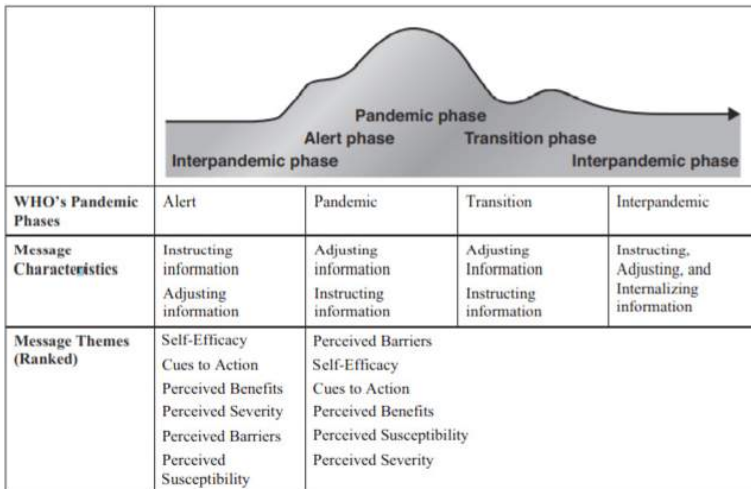 Pandemic phase
Alert phase
Transition phase
Interpandemic phase
Interpandemic phase
WHO's Pandemic
Phases
Alert
Pandemic
Transition
Interpandemic
Message
Characteristics
Instructing
information
Adjusting
information
Adjusting
information
Instructing
information
Adjusting
Information
Instructing
information
Instructing,
Adjusting, and
Internalizing
information
Message Themes
(Ranked)
Self-Efficacy
Cues to Action
Perceived Benefits
Perceived Severity
Perceived Barriers
Perceived
Susceptibility
Perceived Barriers
Self-Efficacy
Cues to Action
Perceived Benefits
Perceived Susceptibility
Perceived Severity